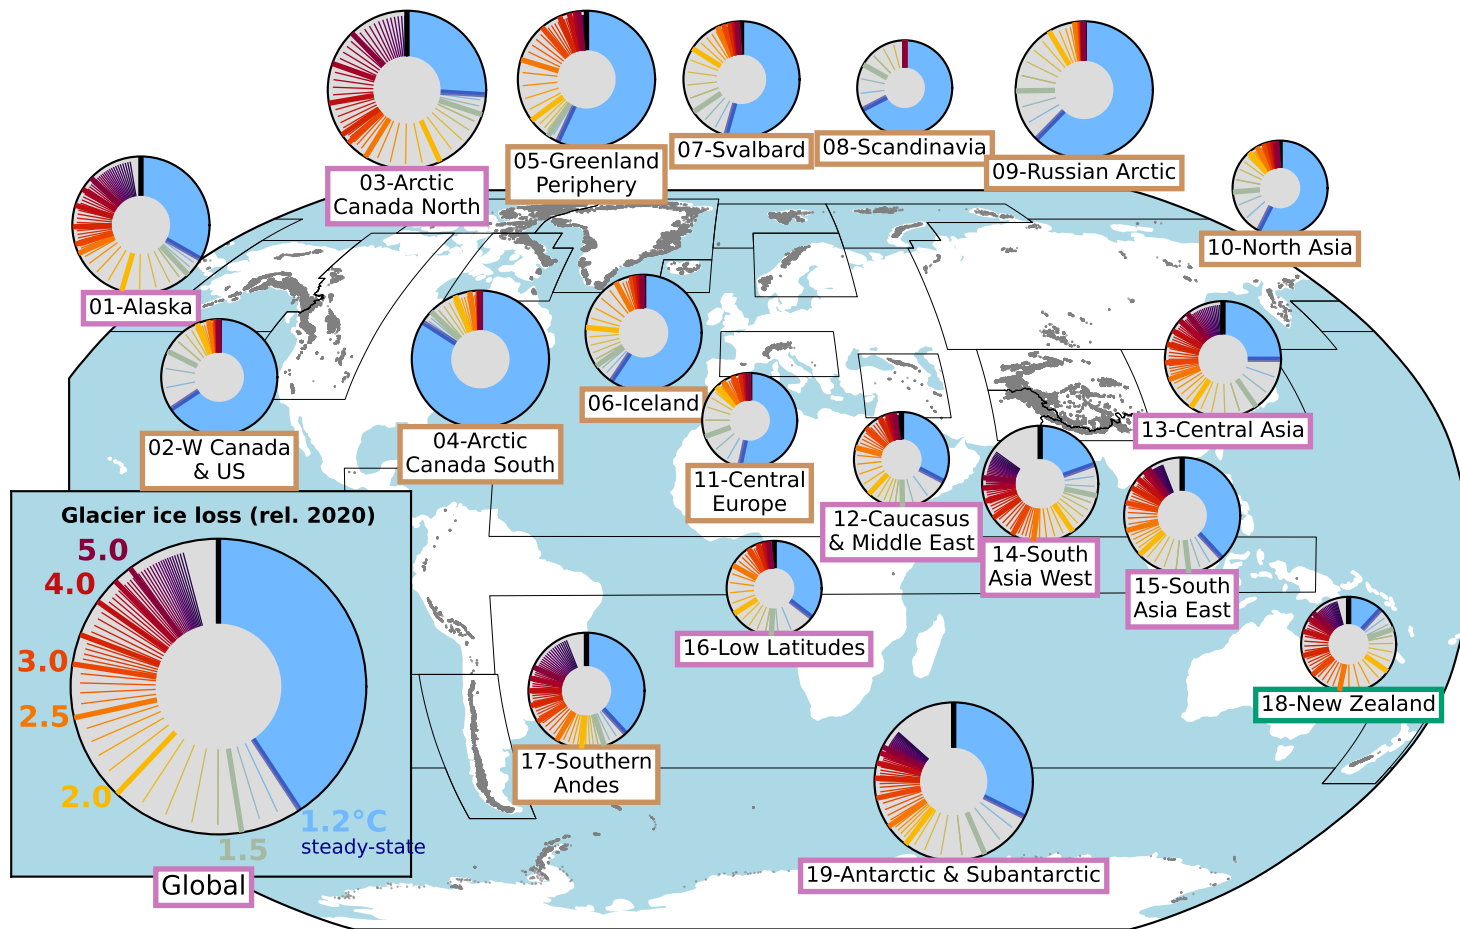 03-Arctic
Canada North
05-Greenland
Periphery
07-Svalbard
08-Scandinavia
09-Russian Arctic
10-North Asia
01-Alaska
02-W Canada
& US
04-Arctic
Canada South
06-Iceland
11-Central
Europe
12-Caucasus
& Middle East
13-Central Asia
14-South
Asia West
15-South
Asia East
16-Low Latitudes
17-Southern
Andes
18-New Zealand
19-Antarctic & Subantarctic
Glacier ice loss (rel. 2020)
5.0
4.0
3.0
2.5
2.0
1.5
1.2°C
steady-state
Global